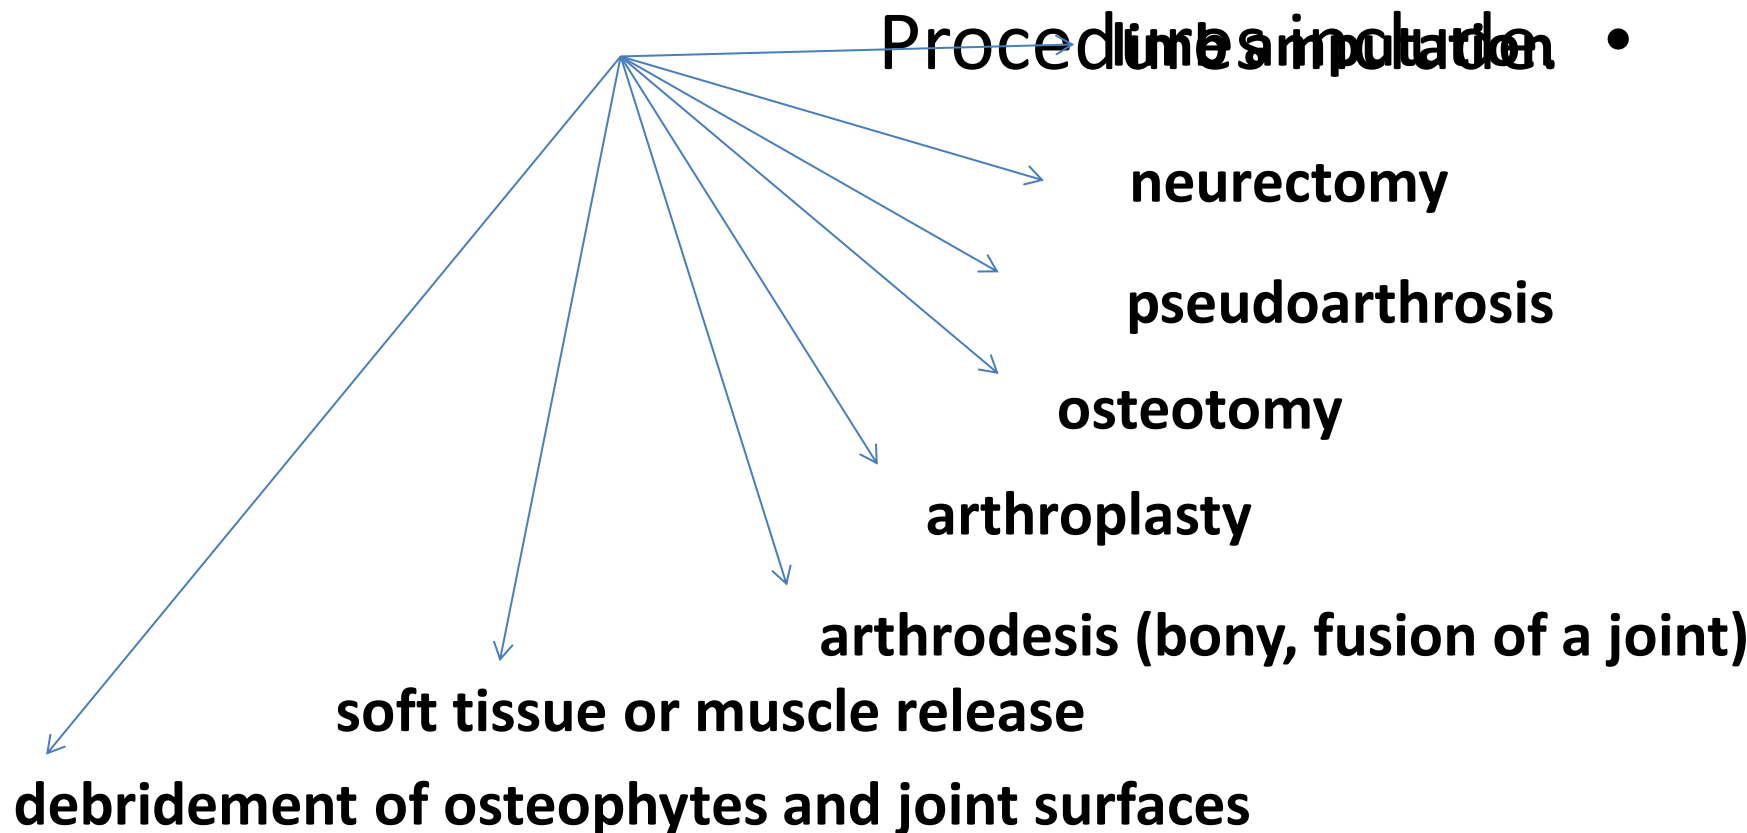 Procedures include. •
limb amputation
neurectomy
pseudoarthrosis
osteotomy
arthroplasty
arthrodesis (bony, fusion of a joint)
soft tissue or muscle release
debridement of osteophytes and joint surfaces